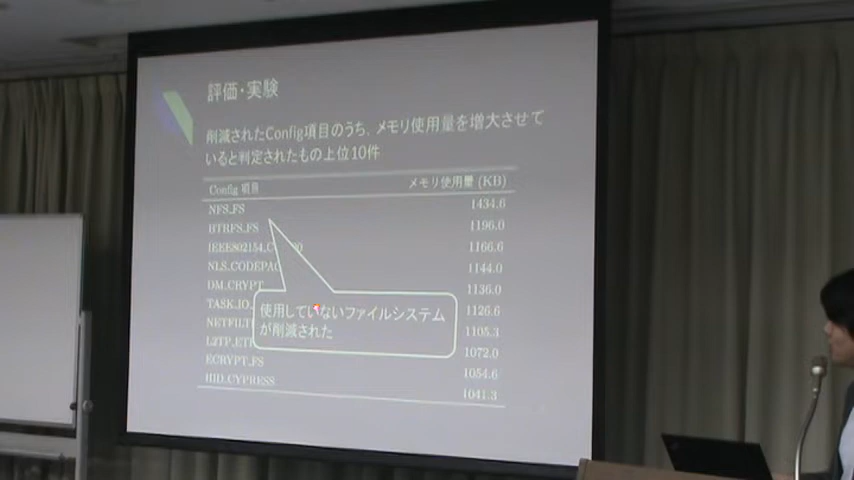 評価・実験
削減されたConfig項目のうち、メモリ使用量を増大させて
いると判定されたもの上位10件
Config 項目 メモリ使用量 (KB)
NFS_FS 1434.6
BTRFS_FS 1196.0
IEEE802154_C 1166.6
NLS_CODEPAG 1144.0
DM_CRYPT 1136.0
TASK_IO 1126.6
NETFILT 1105.3
L2TP_ET 1072.0
ECRYPT_FS 1054.6
HID_CYPRESS 1041.3
使用していないファイルシステム
が削減された